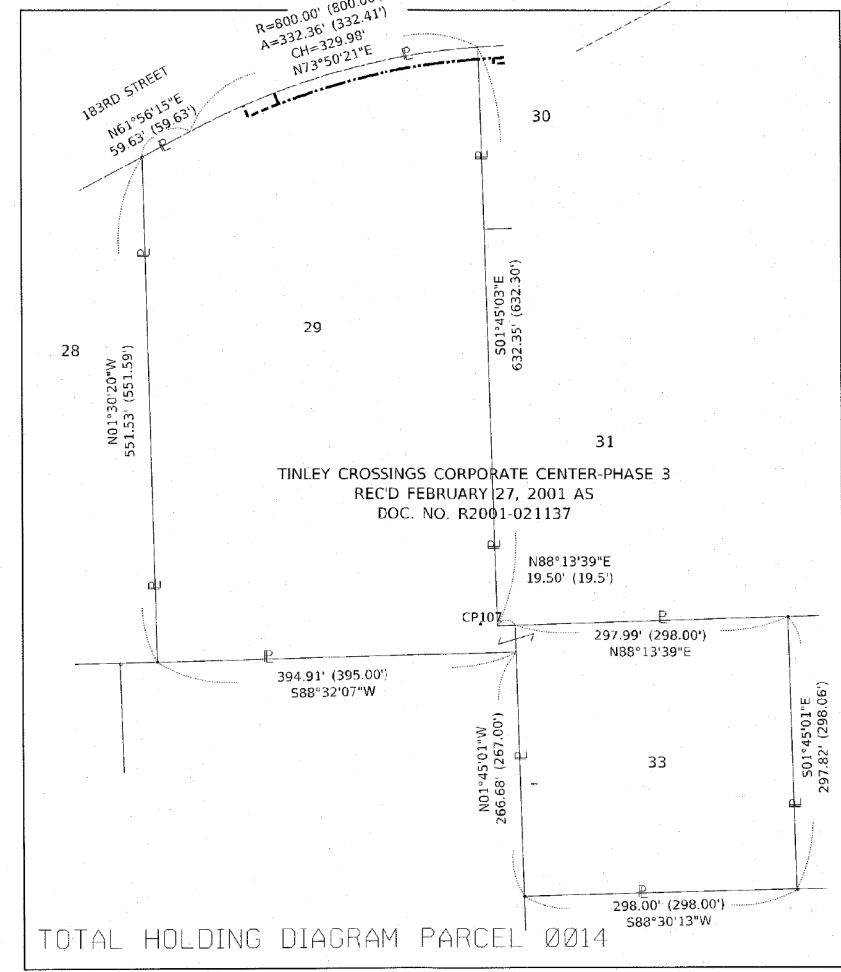 R=800.00' (800.00')
A=332.36' (332.41')
CH=329.98'
N73°50'21"E
183RD STREET
N61°56'15"E
59.63' (59.63')
30
29
28
S01°45'03"E
632.35' (632.30')
N01°30'20"W
551.53' (551.59')
31
TINLEY CROSSINGS CORPORATE CENTER-PHASE 3
REC'D FEBRUARY 27, 2001 AS
DOC. NO. R2001-021137
N88°13'39"E
19.50' (19.5')
CP107
297.99' (298.00')
N88°13'39"E
394.91' (395.00')
S88°32'07"W
N01°45'01"W
266.68' (267.00')
33
S01°45'01"E
297.82' (298.06')
298.00' (298.00')
S88°30'13"W
TOTAL HOLDING DIAGRAM PARCEL 0014